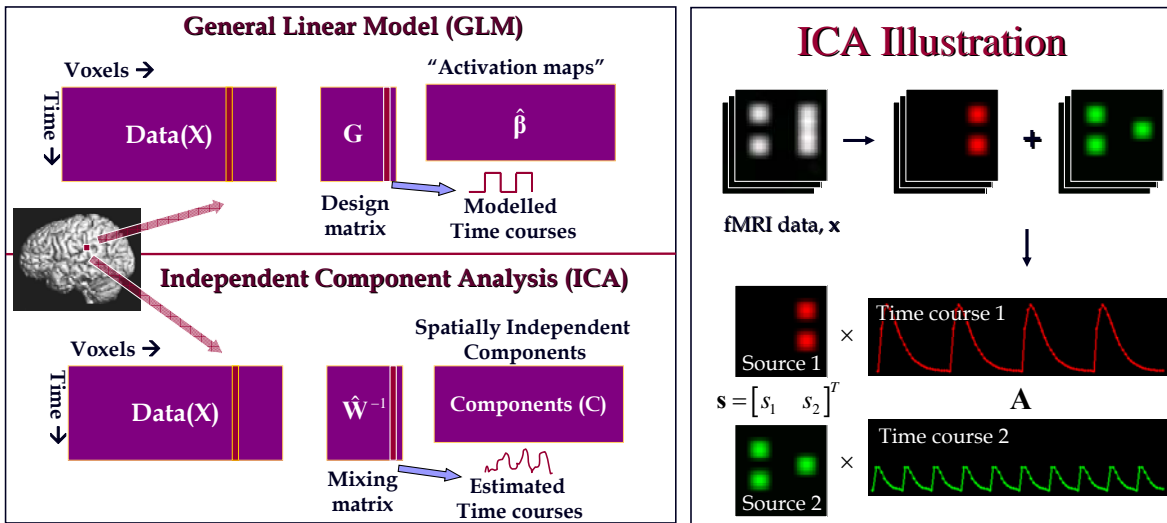 General Linear Model (GLM)
Voxels →
Time →
Data(X)
G
"Activation maps"
β̂
Design
matrix
Modelled
Time courses
Independent Component Analysis (ICA)
Voxels →
Time →
Data(X)
Ŵ⁻¹
Spatially Independent
Components
Components (C)
Mixing
matrix
Estimated
Time courses
ICA Illustration
+
fMRI data, x
Source 1
×
Time course 1
s = [s₁ s₂]ᵀ
A
Source 2
×
Time course 2